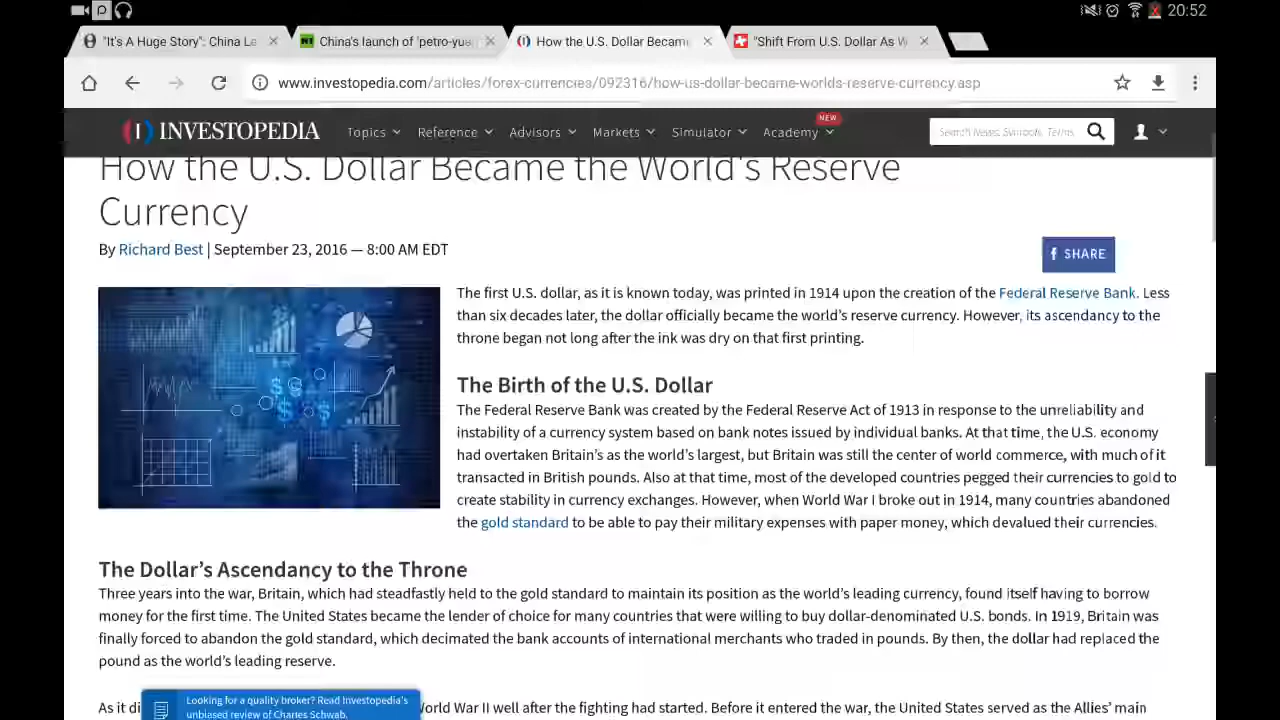 20:52
"It's A Huge Story": China Le
China's launch of 'petro-yua
How the U.S. Dollar Became
"Shift From U.S. Dollar As W
www.investopedia.com/articles/forex-currencies/092316/how-us-dollar-became-worlds-reserve-currency.asp
INVESTOPEDIA
Topics
Reference
Advisors
Markets
Simulator
Academy
NEW
Search News, Symbols, Terms
How the U.S. Dollar Became the World's Reserve
Currency
By Richard Best | September 23, 2016 — 8:00 AM EDT
f SHARE
The first U.S. dollar, as it is known today, was printed in 1914 upon the creation of the Federal Reserve Bank. Less
than six decades later, the dollar officially became the world's reserve currency. However, its ascendancy to the
throne began not long after the ink was dry on that first printing.
The Birth of the U.S. Dollar
The Federal Reserve Bank was created by the Federal Reserve Act of 1913 in response to the unreliability and
instability of a currency system based on bank notes issued by individual banks. At that time, the U.S. economy
had overtaken Britain's as the world's largest, but Britain was still the center of world commerce, with much of it
transacted in British pounds. Also at that time, most of the developed countries pegged their currencies to gold to
create stability in currency exchanges. However, when World War I broke out in 1914, many countries abandoned
the gold standard to be able to pay their military expenses with paper money, which devalued their currencies.
The Dollar's Ascendancy to the Throne
Three years into the war, Britain, which had steadfastly held to the gold standard to maintain its position as the world's leading currency, found itself having to borrow
money for the first time. The United States became the lender of choice for many countries that were willing to buy dollar-denominated U.S. bonds. In 1919, Britain was
finally forced to abandon the gold standard, which decimated the bank accounts of international merchants who traded in pounds. By then, the dollar had replaced the
pound as the world's leading reserve.
As it di
World War II well after the fighting had started. Before it entered the war, the United States served as the Allies' main
Looking for a quality broker? Read Investopedia's
unbiased review of Charles Schwab.